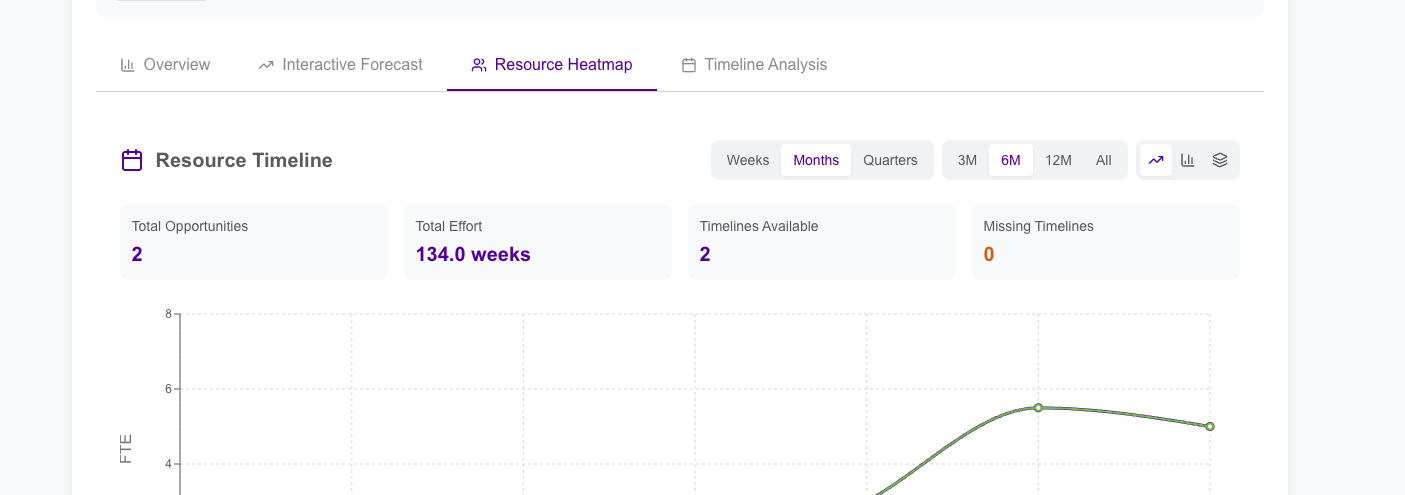 Overview
Interactive Forecast
Resource Heatmap
Timeline Analysis
Resource Timeline
Weeks
Months
Quarters
3M
6M
12M
All
Total Opportunities
2
Total Effort
134.0 weeks
Timelines Available
2
Missing Timelines
0
8
6
4
FTE